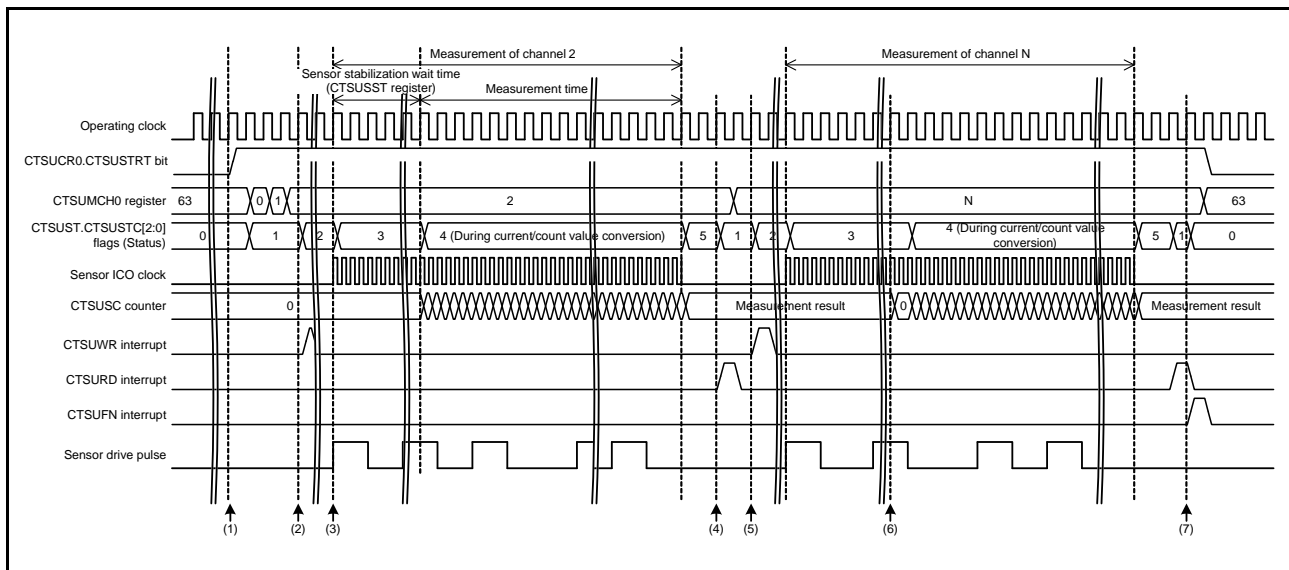 Measurement of channel 2
Measurement of channel N
Sensor stabilization wait time
(CTSUSST register)
Measurement time
Operating clock
CTSUCR0.CTSUSTRT bit
CTSUMCH0 register
63
0
1
2
N
63
CTSUST.CTSUSTC[2:0]
flags (Status)
0
1
2
3
4 (During current/count value conversion)
5
1
2
3
4 (During current/count value
conversion)
5
1
0
Sensor ICO clock
CTSUSC counter
0
Measurement result
0
Measurement result
CTSUWR interrupt
CTSURD interrupt
CTSUFN interrupt
Sensor drive pulse
(1)
(2)
(3)
(4)
(5)
(6)
(7)